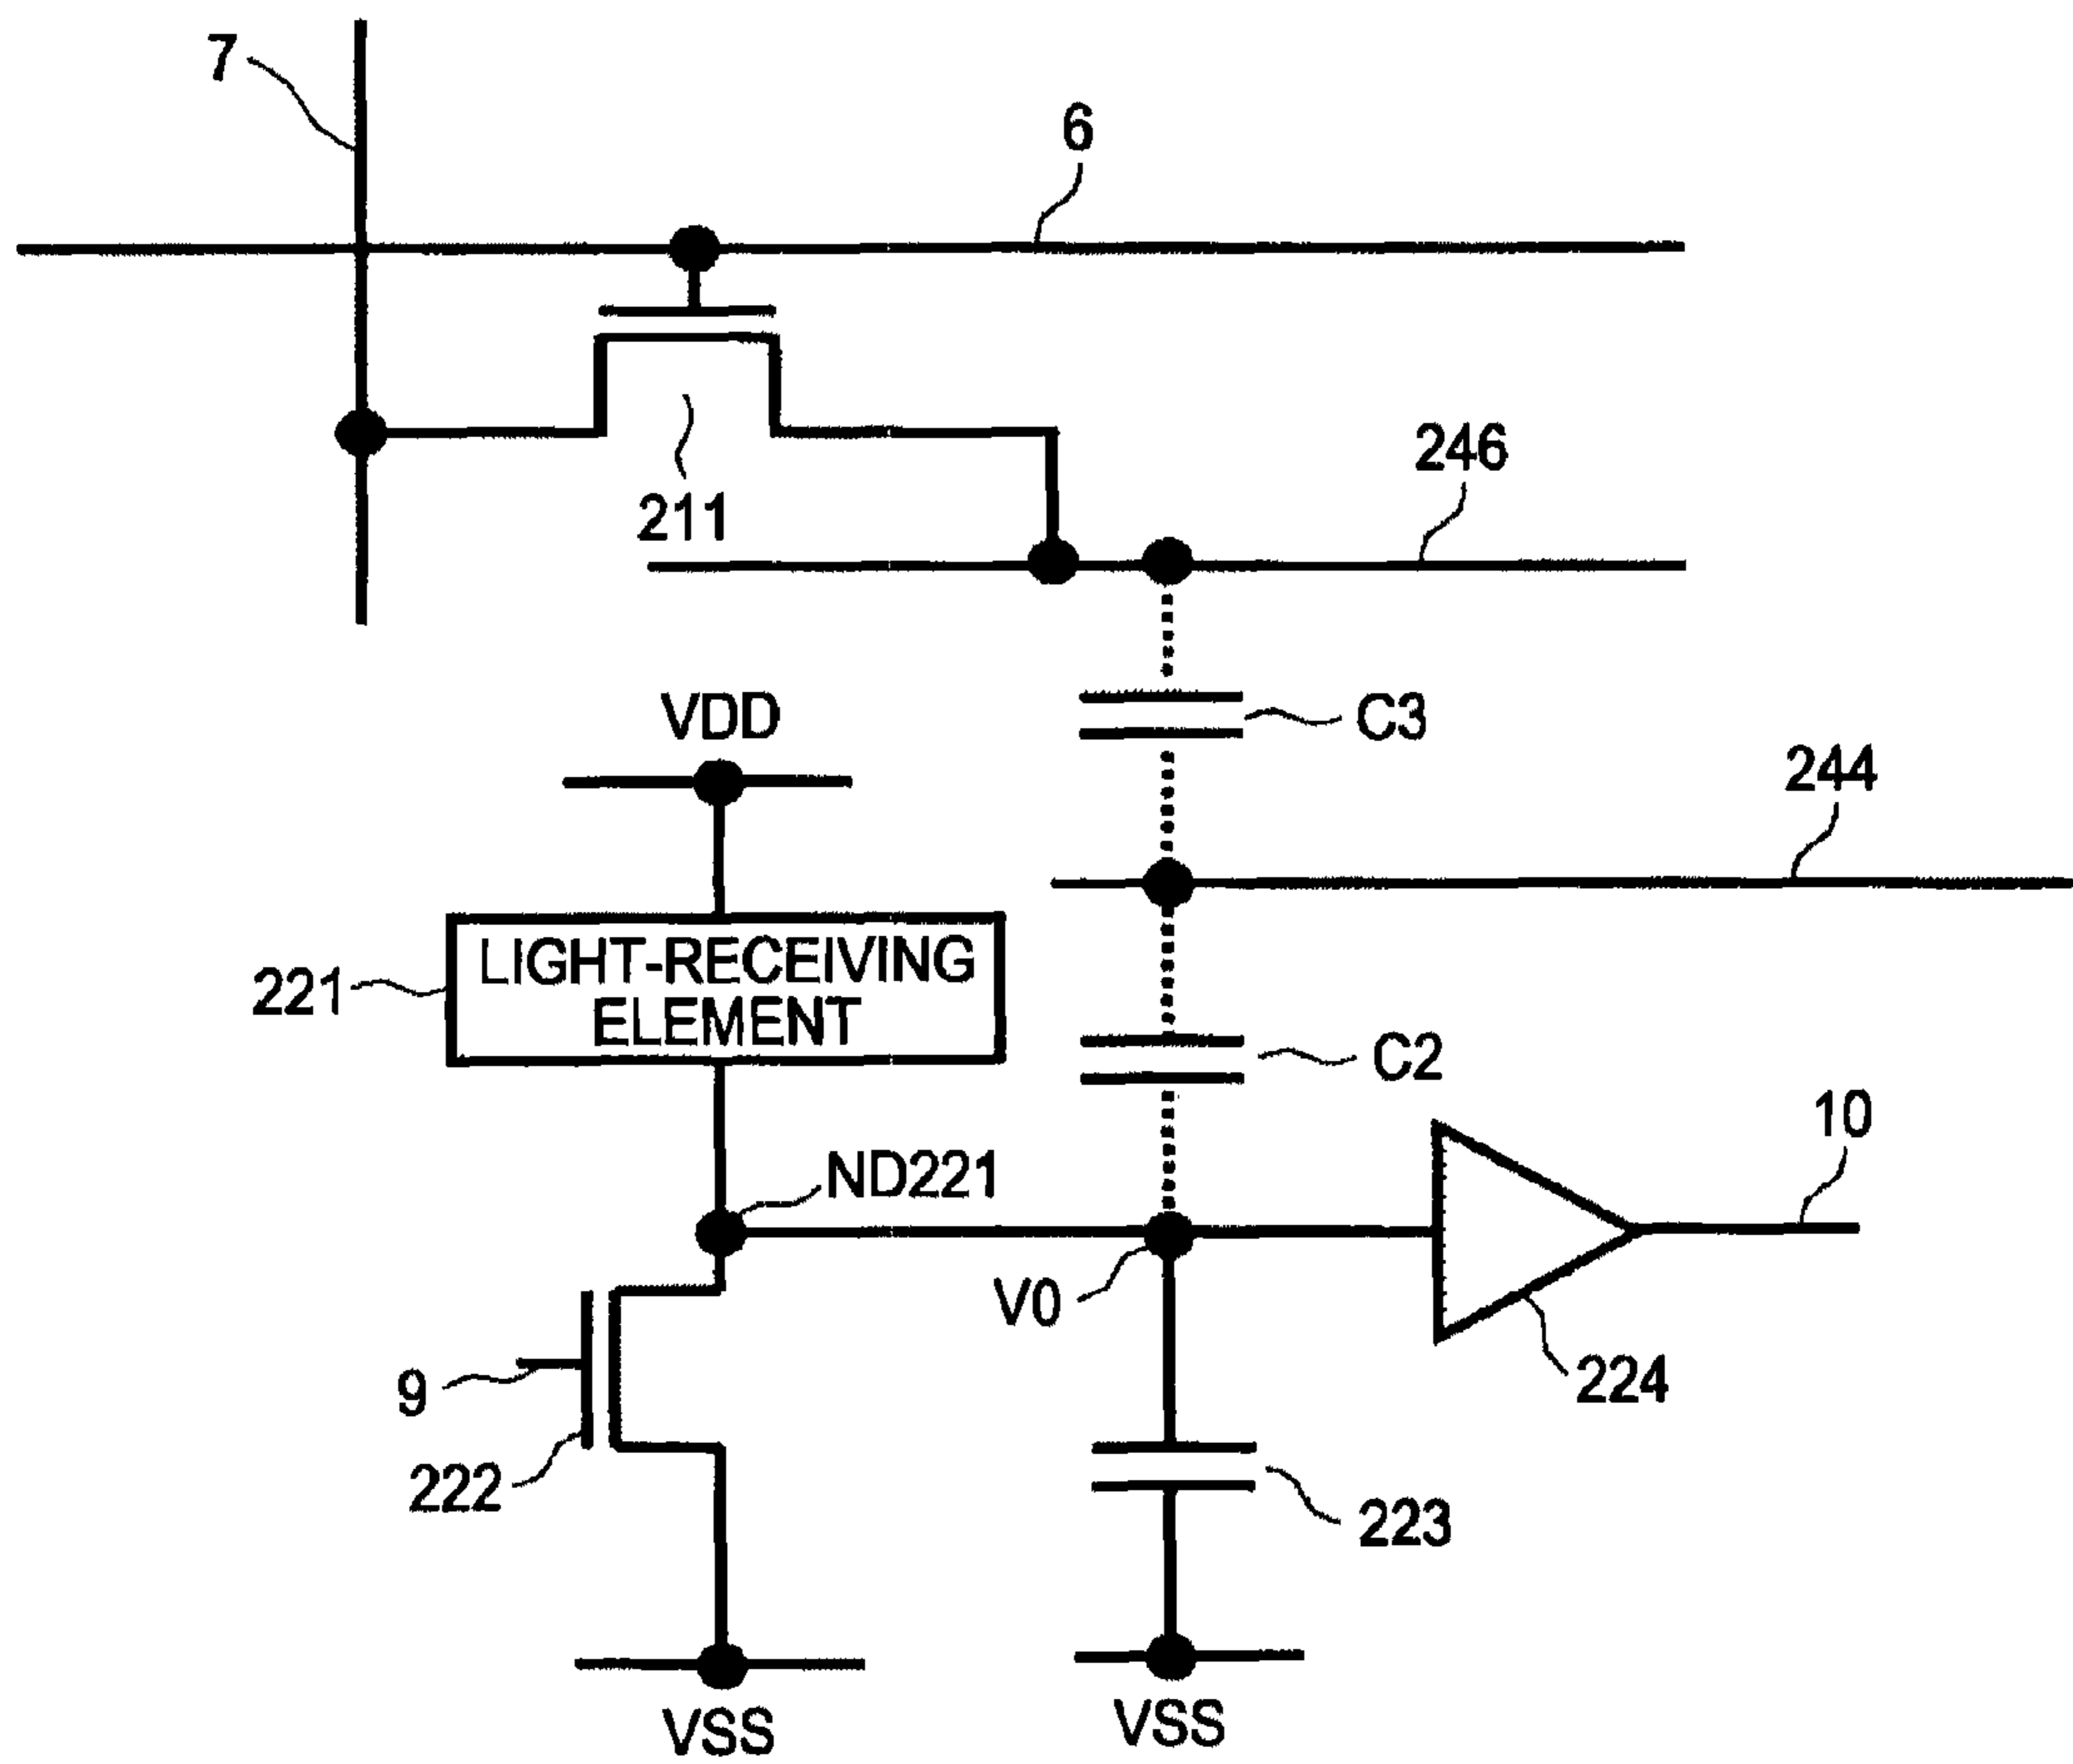 7
6
211
246
VDD
C3
244
LIGHT-RECEIVING
ELEMENT
221
C2
10
ND221
V0
9
224
222
223
VSS
VSS